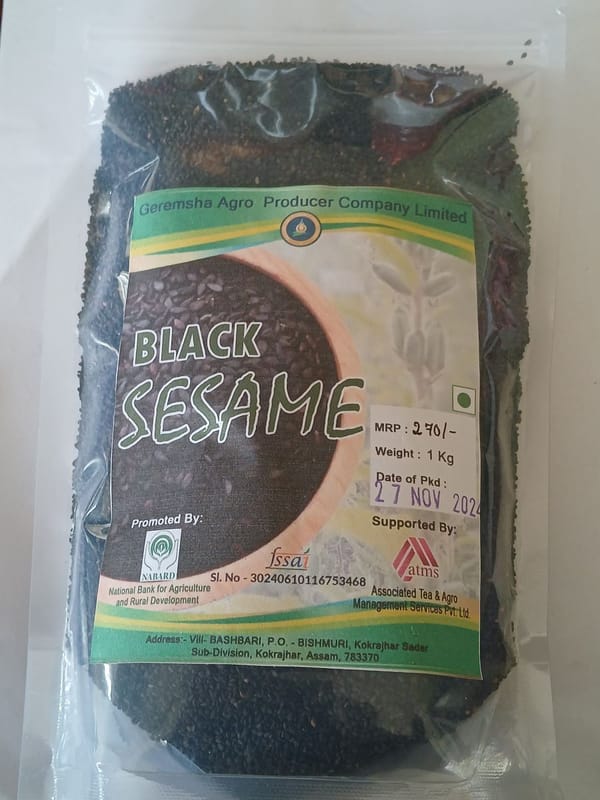 Geremsha Agro Producer Company Limited
BLACK
SESAME
MRP : 270/-
Weight : 1 Kg
Date of Pkd :
27 NOV 2024
Promoted By:
NABARD
National Bank for Agriculture
and Rural Development
fssai
Sl. No - 30240610116753468
Supported By:
atms
Associated Tea & Agro
Management Services Pvt. Ltd.
Address:- Vill- BASHBARI, P.O. - BISHMURI, Kokrajhar Sadar
Sub-Division, Kokrajhar, Assam, 783370